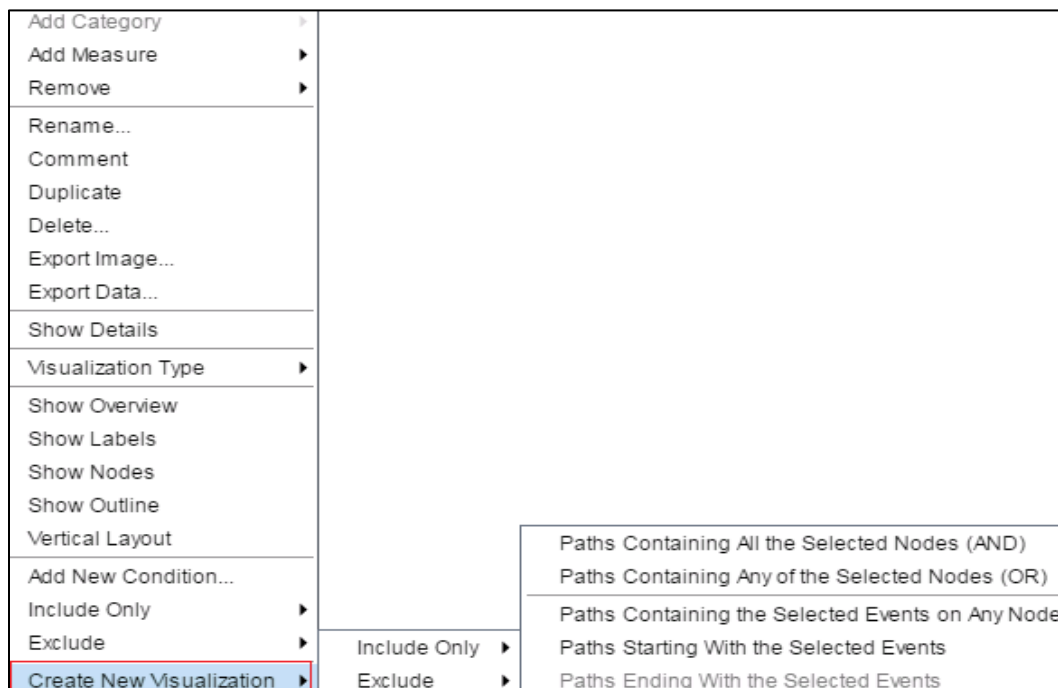 Add Category
Add Measure
Remove
Rename...
Comment
Duplicate
Delete...
Export Image...
Export Data...
Show Details
Visualization Type
Show Overview
Show Labels
Show Nodes
Show Outline
Vertical Layout
Add New Condition...
Include Only
Exclude
Create New Visualization
Include Only
Exclude
Paths Containing All the Selected Nodes (AND)
Paths Containing Any of the Selected Nodes (OR)
Paths Containing the Selected Events on Any Node
Paths Starting With the Selected Events
Paths Ending With the Selected Events